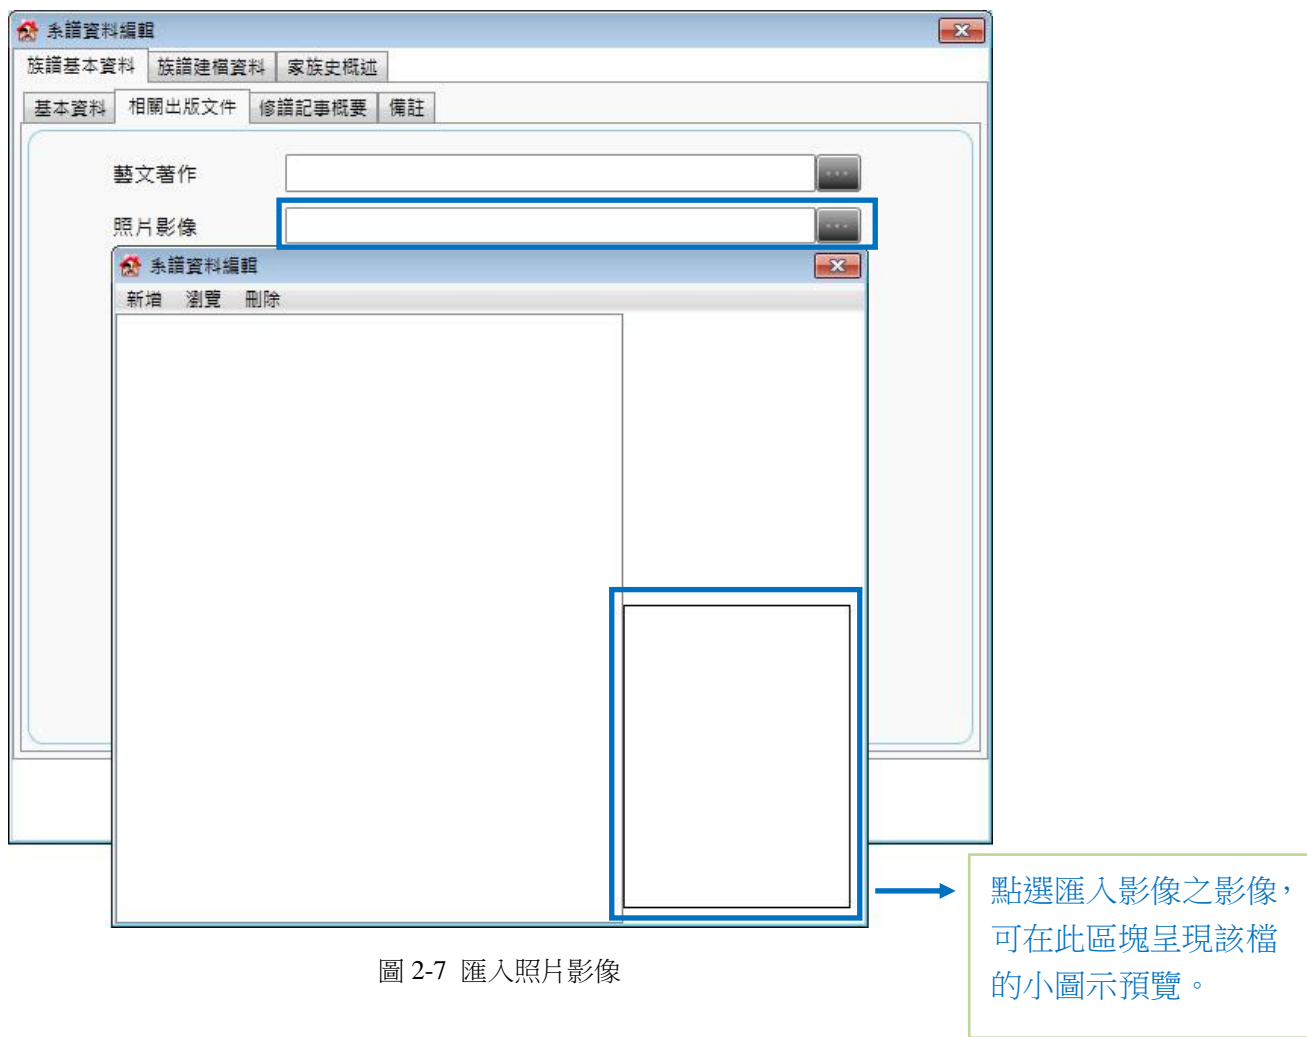 系譜資料編輯
族譜基本資料 族譜建檔資料 家族史概述
基本資料 相關出版文件 修譜記事概要 備註
藝文著作 ...
照片影像 ...
系譜資料編輯
新增 瀏覽 刪除
點選匯入影像之影像，
可在此區塊呈現該檔
的小圖示預覽。
圖 2-7 匯入照片影像